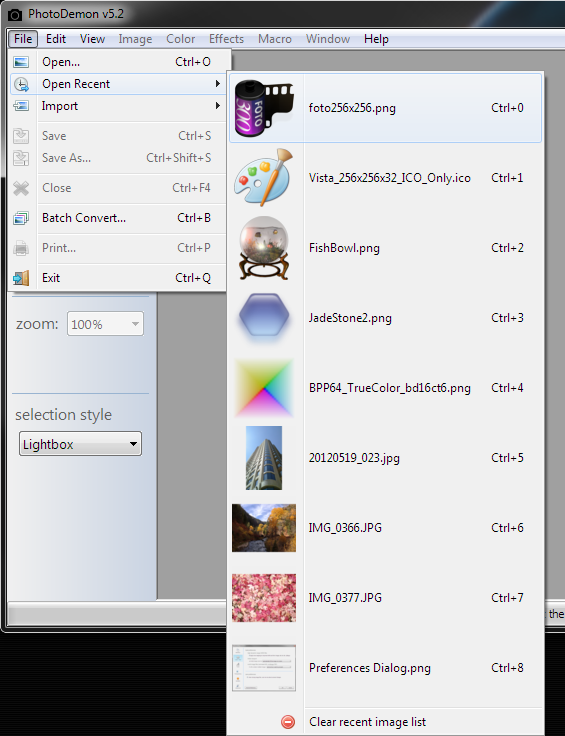 PhotoDemon v5.2
File Edit View Image Color Effects Macro Window Help
Open... Ctrl+O
Open Recent
Import
Save Ctrl+S
Save As... Ctrl+Shift+S
Close Ctrl+F4
Batch Convert... Ctrl+B
Print... Ctrl+P
Exit Ctrl+Q
zoom: 100%
selection style
Lightbox
foto256x256.png Ctrl+0
Vista_256x256x32_ICO_Only.ico Ctrl+1
FishBowl.png Ctrl+2
JadeStone2.png Ctrl+3
BPP64_TrueColor_bd16ct6.png Ctrl+4
20120519_023.jpg Ctrl+5
IMG_0366.JPG Ctrl+6
IMG_0377.JPG Ctrl+7
Preferences Dialog.png Ctrl+8
Clear recent image list
the